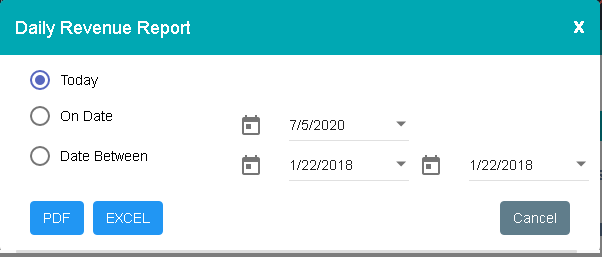 Daily Revenue Report X
Today
On Date 7/5/2020
Date Between 1/22/2018 1/22/2018
PDF EXCEL Cancel